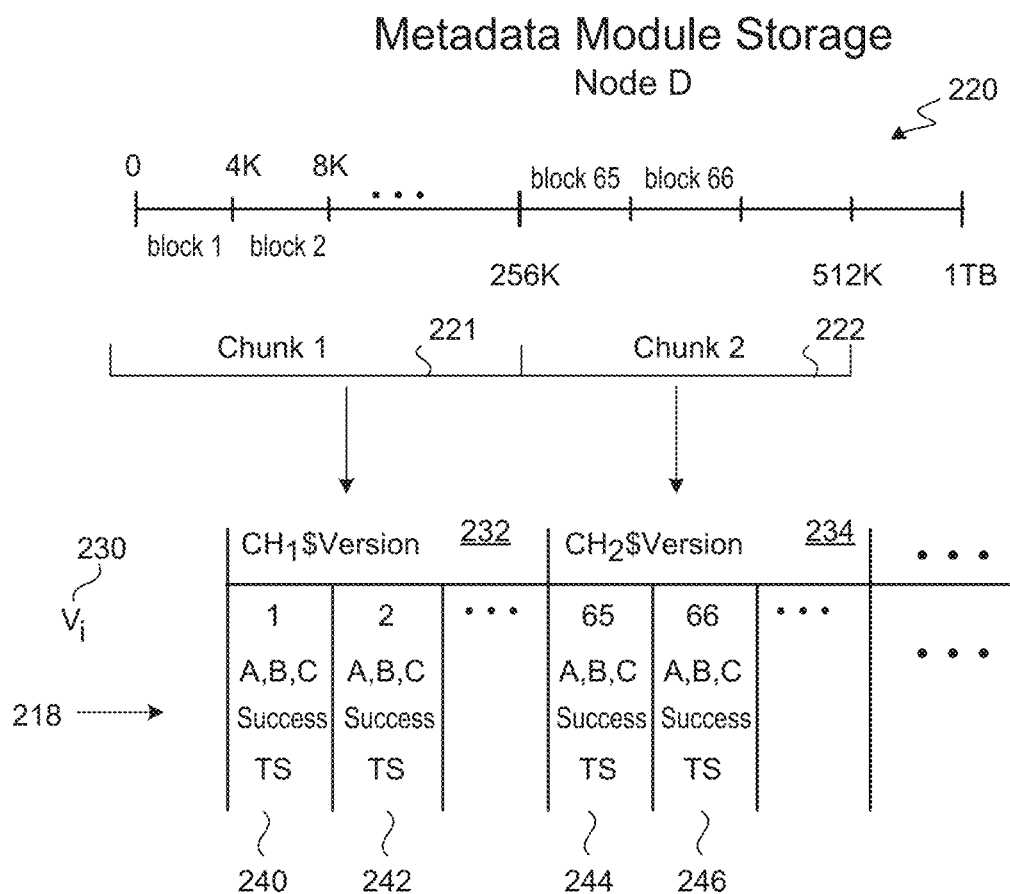 Metadata Module Storage
Node D
220
0 4K 8K • • • block 65 block 66
block 1 block 2 256K 512K 1TB
Chunk 1 221 Chunk 2 222
230 CH1$Version 232 CH2$Version 234 • • •
Vi 1 2 • • • 65 66 • • •
A,B,C A,B,C A,B,C A,B,C • • •
218 Success Success Success Success
TS TS TS TS
240 242 244 246